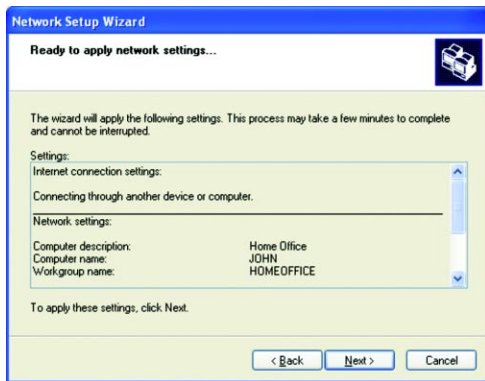 Network Setup Wizard
Ready to apply network settings...
The wizard will apply the following settings. This process may take a few minutes to complete
and cannot be interrupted.
Settings:
Internet connection settings:
Connecting through another device or computer.
Network settings:
Computer description: Home Office
Computer name: JOHN
Workgroup name: HOMEOFFICE
To apply these settings, click Next.
< Back Next > Cancel